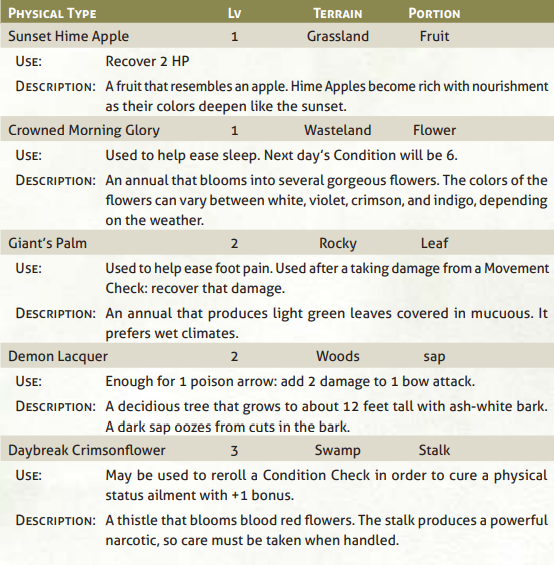 Physical Type Lv Terrain Portion
Sunset Hime Apple 1 Grassland Fruit
Use: Recover 2 HP
Description: A fruit that resembles an apple. Hime Apples become rich with nourishment
as their colors deepen like the sunset.
Crowned Morning Glory 1 Wasteland Flower
Use: Used to help ease sleep. Next day's Condition will be 6.
Description: An annual that blooms into several gorgeous flowers. The colors of the
flowers can vary between white, violet, crimson, and indigo, depending
on the weather.
Giant's Palm 2 Rocky Leaf
Use: Used to help ease foot pain. Used after a taking damage from a Movement
Check: recover that damage.
Description: An annual that produces light green leaves covered in mucuous. It
prefers wet climates.
Demon Lacquer 2 Woods sap
Use: Enough for 1 poison arrow: add 2 damage to 1 bow attack.
Description: A decidious tree that grows to about 12 feet tall with ash-white bark.
A dark sap oozes from cuts in the bark.
Daybreak Crimsonflower 3 Swamp Stalk
Use: May be used to reroll a Condition Check in order to cure a physical
status ailment with +1 bonus.
Description: A thistle that blooms blood red flowers. The stalk produces a powerful
narcotic, so care must be taken when handled.